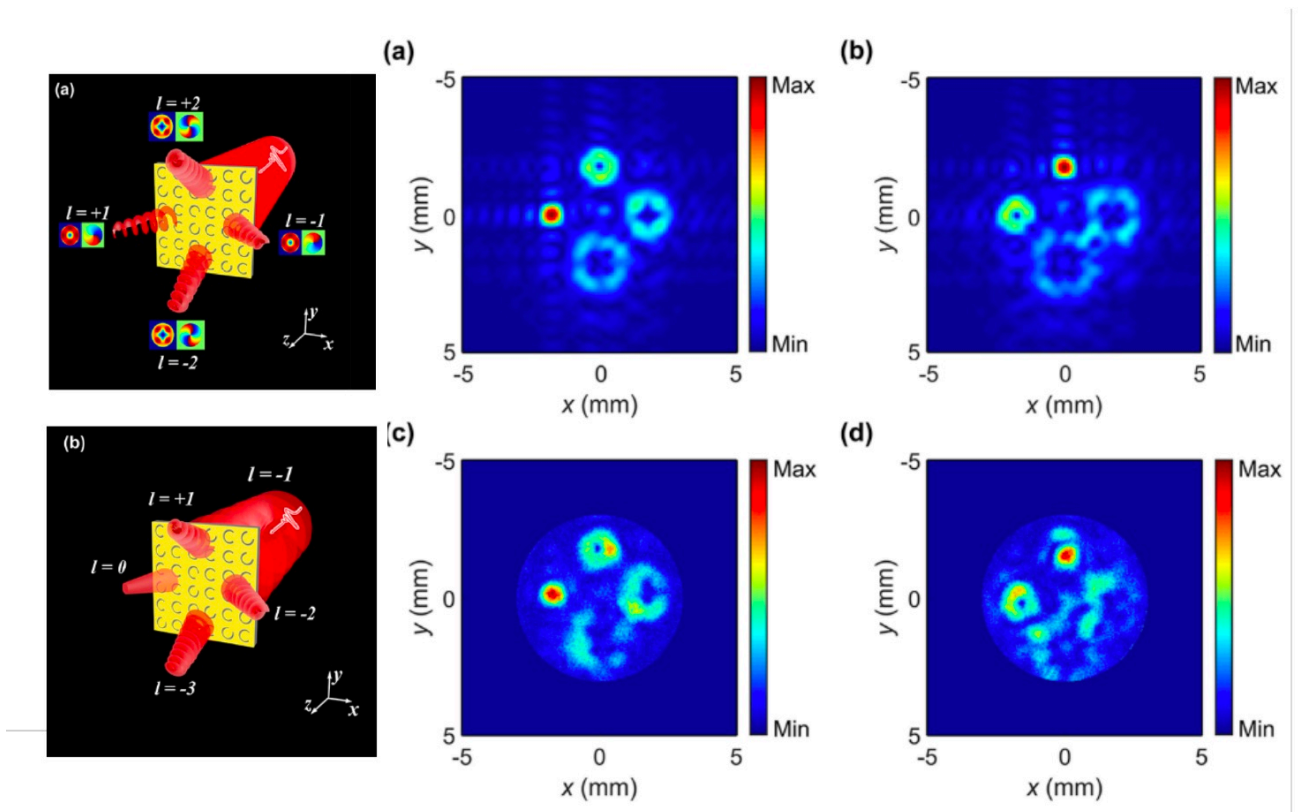 (a)
l = +2
l = +1
l = -1
l = -2
y
z
x
(a)
-5
0
5
y (mm)
-5
0
5
x (mm)
Max
Min
(b)
-5
0
5
y (mm)
-5
0
5
x (mm)
Max
Min
(b)
l = -1
l = +1
l = 0
l = -2
l = -3
y
z
x
(c)
-5
0
5
y (mm)
-5
0
5
x (mm)
Max
Min
(d)
-5
0
5
y (mm)
-5
0
5
x (mm)
Max
Min